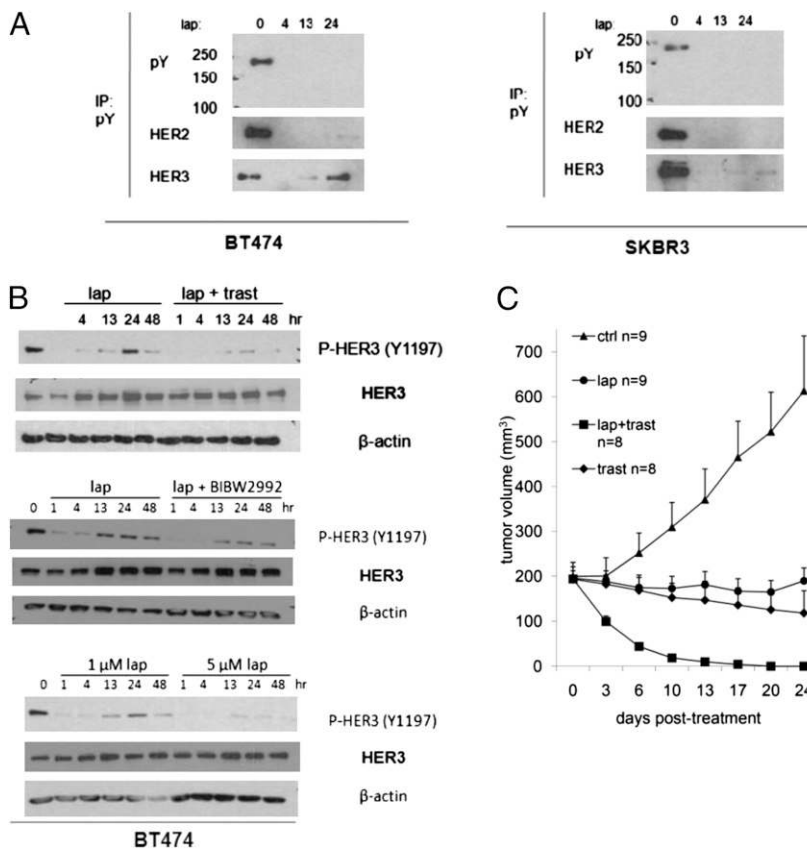 A
lap: 0 4 13 24
IP: pY
pY
250
150
100
HER2
HER3
BT474
lap: 0 4 13 24
IP: pY
pY
250
150
100
HER2
HER3
SKBR3
B
lap lap + trast
4 13 24 48 1 4 13 24 48 hr
P-HER3 (Y1197)
HER3
β-actin
lap lap + BIBW2992
0 1 4 13 24 48 1 4 13 24 48 hr
P-HER3 (Y1197)
HER3
β-actin
1 μM lap 5 μM lap
0 1 4 13 24 48 1 4 13 24 48 hr
P-HER3 (Y1197)
HER3
β-actin
BT474
C
ctrl n=9
lap n=9
lap+trast
n=8
trast n=8
tumor volume (mm³)
700
600
500
400
300
200
100
0
0 3 6 10 13 17 20 24
days post-treatment